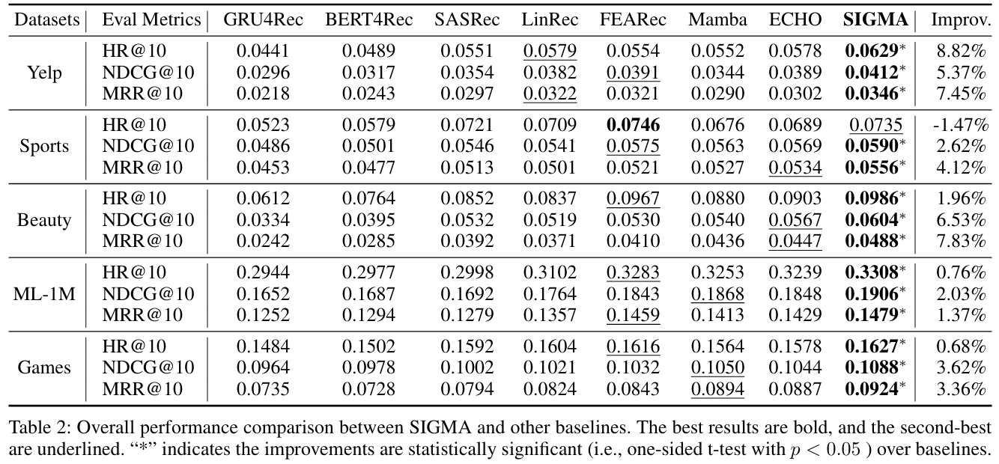 Datasets Eval Metrics GRU4Rec BERT4Rec SASRec LinRec FEARec Mamba ECHO SIGMA Improv.
HR@10 0.0441 0.0489 0.0551 0.0579 0.0554 0.0552 0.0578 0.0629* 8.82%
Yelp NDCG@10 0.0296 0.0317 0.0354 0.0382 0.0391 0.0344 0.0389 0.0412* 5.37%
MRR@10 0.0218 0.0243 0.0297 0.0322 0.0321 0.0290 0.0302 0.0346* 7.45%
HR@10 0.0523 0.0579 0.0721 0.0709 0.0746 0.0676 0.0689 0.0735 -1.47%
Sports NDCG@10 0.0486 0.0501 0.0546 0.0541 0.0575 0.0563 0.0569 0.0590* 2.62%
MRR@10 0.0453 0.0477 0.0513 0.0501 0.0521 0.0527 0.0534 0.0556* 4.12%
HR@10 0.0612 0.0764 0.0852 0.0837 0.0967 0.0880 0.0903 0.0986* 1.96%
Beauty NDCG@10 0.0334 0.0395 0.0532 0.0519 0.0530 0.0540 0.0567 0.0604* 6.53%
MRR@10 0.0242 0.0285 0.0392 0.0371 0.0410 0.0436 0.0447 0.0488* 7.83%
HR@10 0.2944 0.2977 0.2998 0.3102 0.3283 0.3253 0.3239 0.3308* 0.76%
ML-1M NDCG@10 0.1652 0.1687 0.1692 0.1764 0.1843 0.1868 0.1848 0.1906* 2.03%
MRR@10 0.1252 0.1294 0.1279 0.1357 0.1459 0.1413 0.1429 0.1479* 1.37%
HR@10 0.1484 0.1502 0.1592 0.1604 0.1616 0.1564 0.1578 0.1627* 0.68%
Games NDCG@10 0.0964 0.0978 0.1002 0.1021 0.1032 0.1050 0.1044 0.1088* 3.62%
MRR@10 0.0735 0.0728 0.0794 0.0824 0.0843 0.0894 0.0887 0.0924* 3.36%
Table 2: Overall performance comparison between SIGMA and other baselines. The best results are bold, and the second-best
are underlined. “*” indicates the improvements are statistically significant (i.e., one-sided t-test with p < 0.05 ) over baselines.